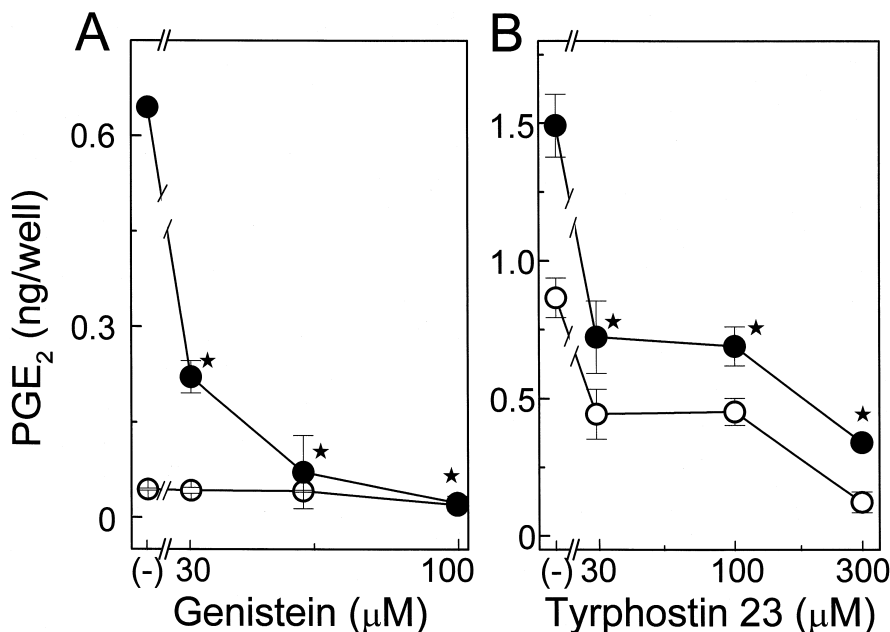 A
B
PGE2 (ng/well)
0.6
0.3
0
(-) 30 100
Genistein (μM)
1.5
1.0
0.5
0
(-) 30 100 300
Tyrphostin 23 (μM)